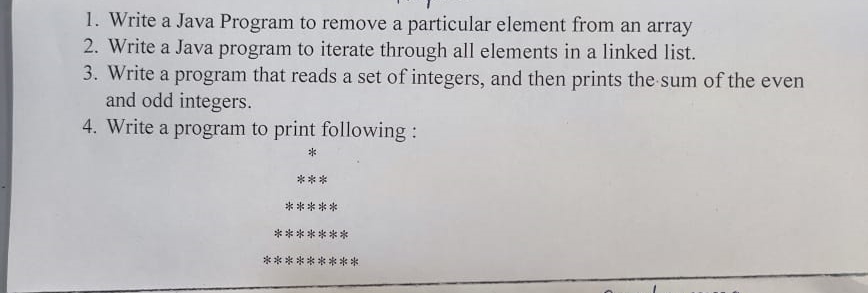 1. Write a Java Program to remove a particular element from an array
2. Write a Java program to iterate through all elements in a linked list.
3. Write a program that reads a set of integers, and then prints the sum of the even
and odd integers.
4. Write a program to print following :
*
***
*****
*******
*********